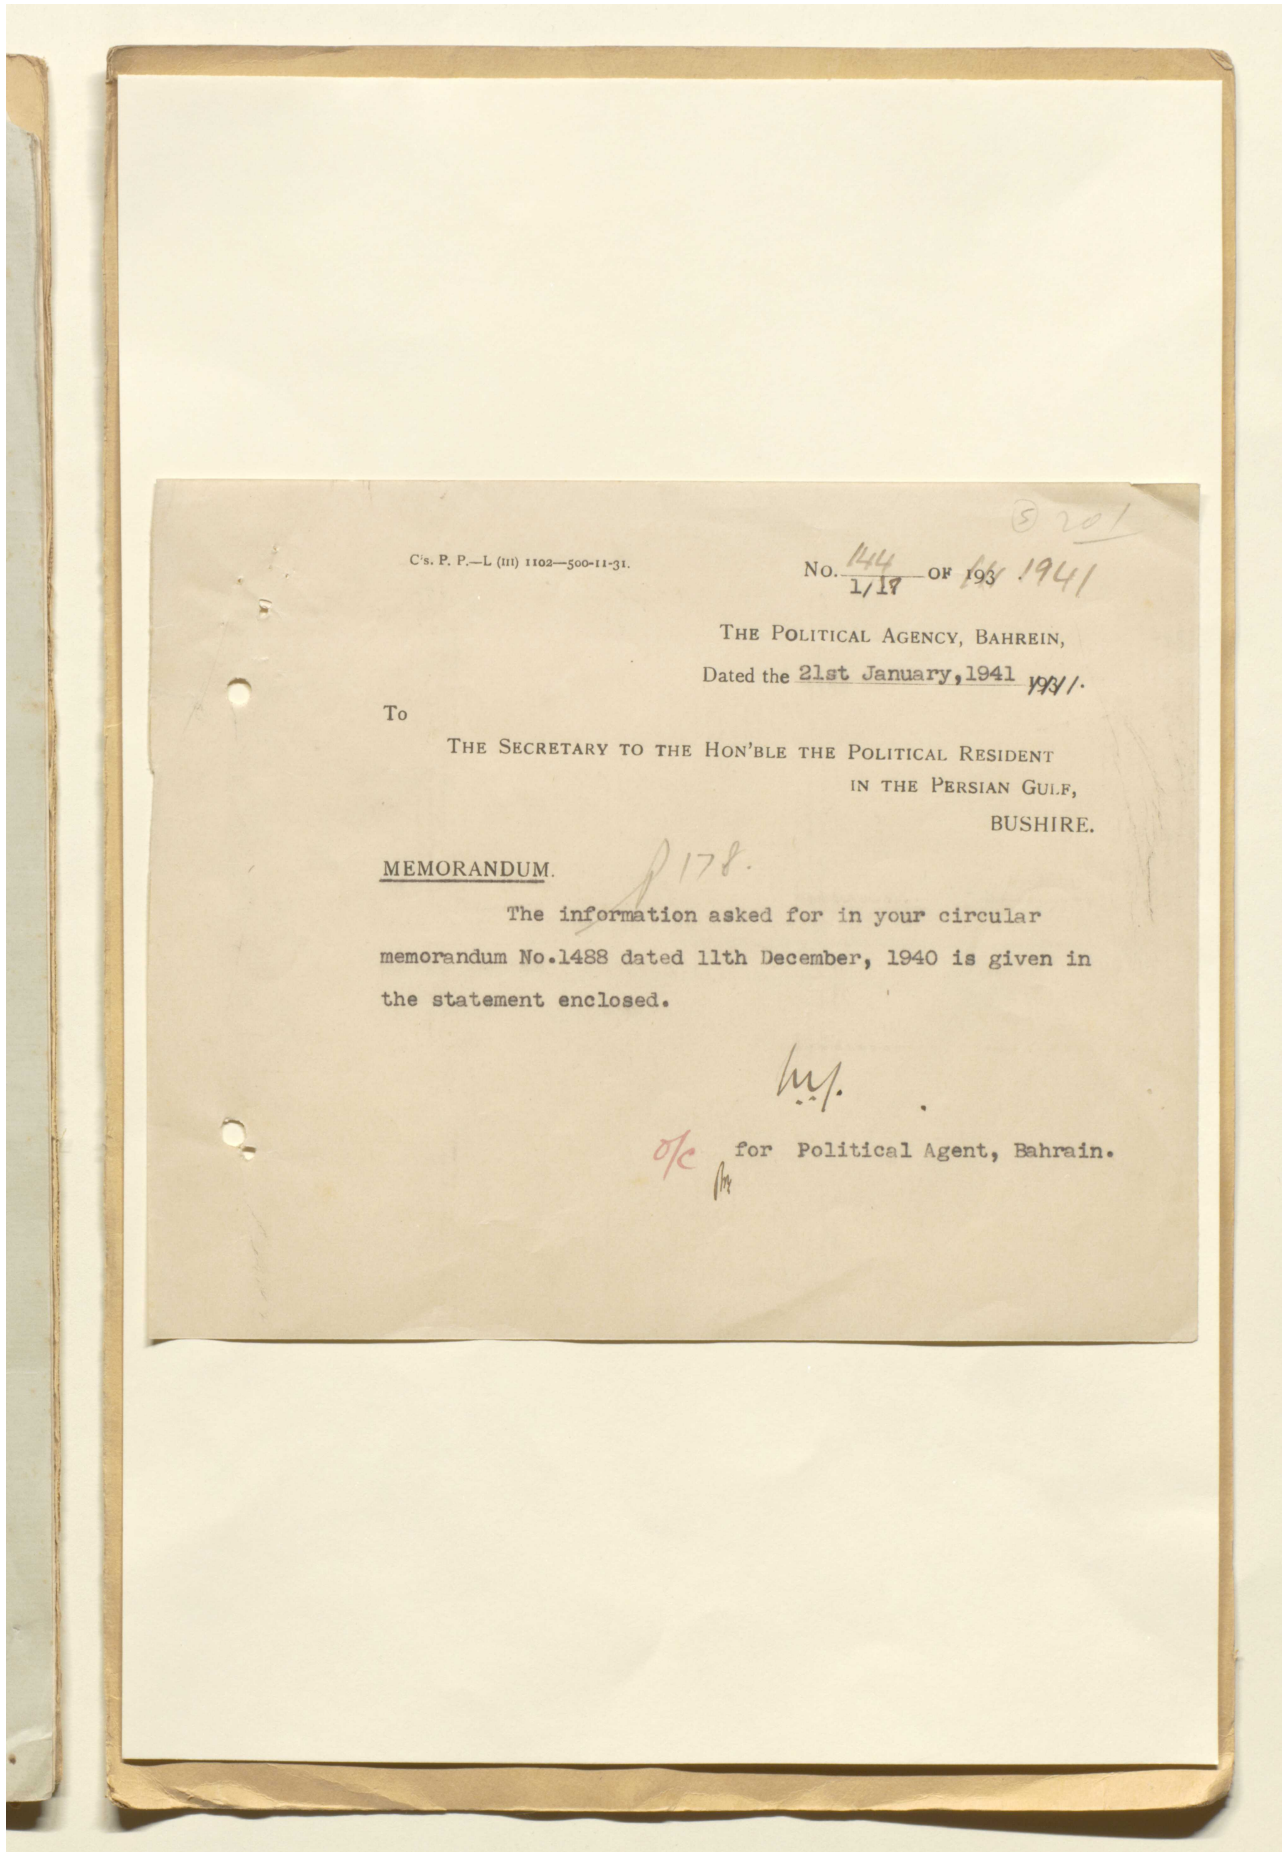 (5) 201
C's. P. P.—L (III) 1102—500-11-31.
No. 144 OF 193 1941
1/17
THE POLITICAL AGENCY, BAHREIN,
Dated the 21st January, 1941 193 .
To
THE SECRETARY TO THE HON'BLE THE POLITICAL RESIDENT
IN THE PERSIAN GULF,
BUSHIRE.
p 178.
MEMORANDUM.
The information asked for in your circular
memorandum No.1488 dated 11th December, 1940 is given in
the statement enclosed.
o/c for Political Agent, Bahrain.